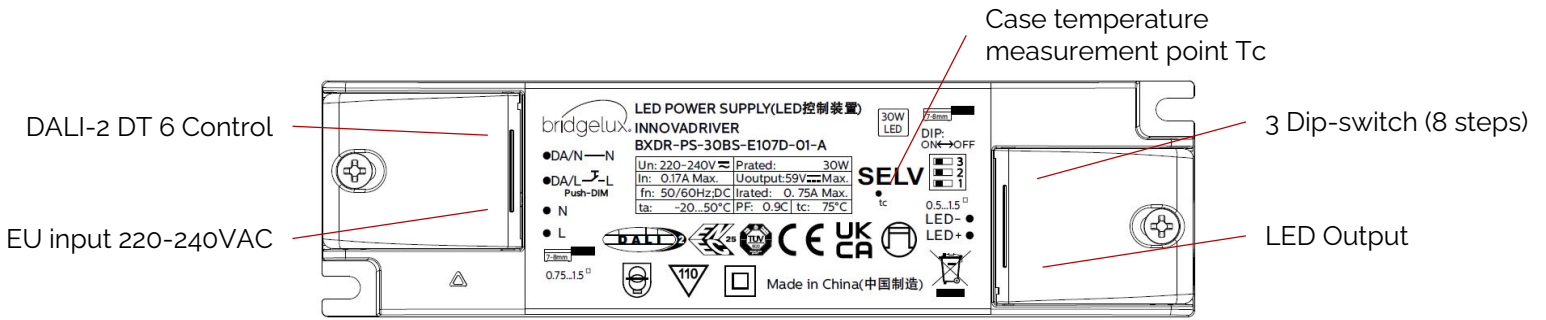 Case temperature
measurement point Tc
DALI-2 DT 6 Control
EU input 220-240VAC
3 Dip-switch (8 steps)
LED Output
bridgelux.
LED POWER SUPPLY(LED控制装置)
INNOVADRIVER
BXDR-PS-30BS-E107D-01-A
30W
LED
7-8mm
DIP:
ON↔OFF
3
2
1
DA/N N
DA/L L
Push-DIM
N
L
7-8mm
0.75...1.5
Un: 220-240V Prated: 30W
In: 0.17A Max. Uoutput:59V Max.
fn: 50/60Hz;DC Irated: 0. 75A Max.
ta: -20...50°C PF: 0.9C tc: 75°C
SELV
tc
0.5...1.5
LED-
LED+
DALI 2
25
TUV
CE
UK
CA
110
Made in China(中国制造)